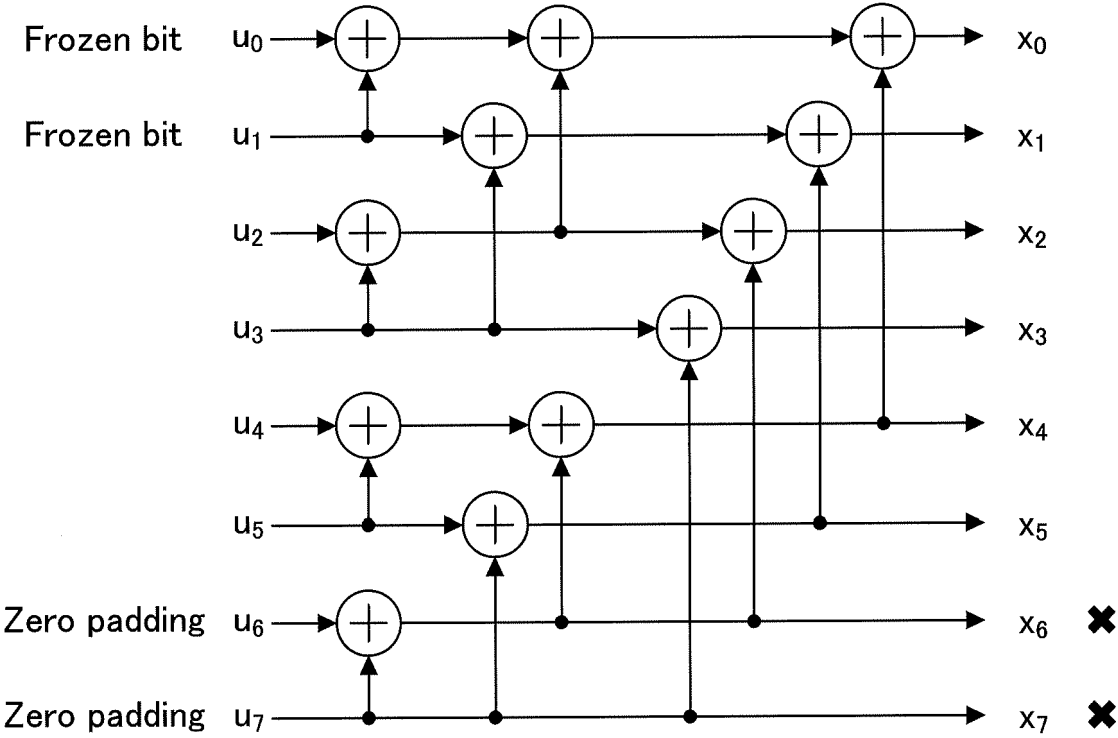 Frozen bit u₀ x₀
Frozen bit u₁ x₁
u₂ x₂
u₃ x₃
u₄ x₄
u₅ x₅
Zero padding u₆ x₆ ✖
Zero padding u₇ x₇ ✖